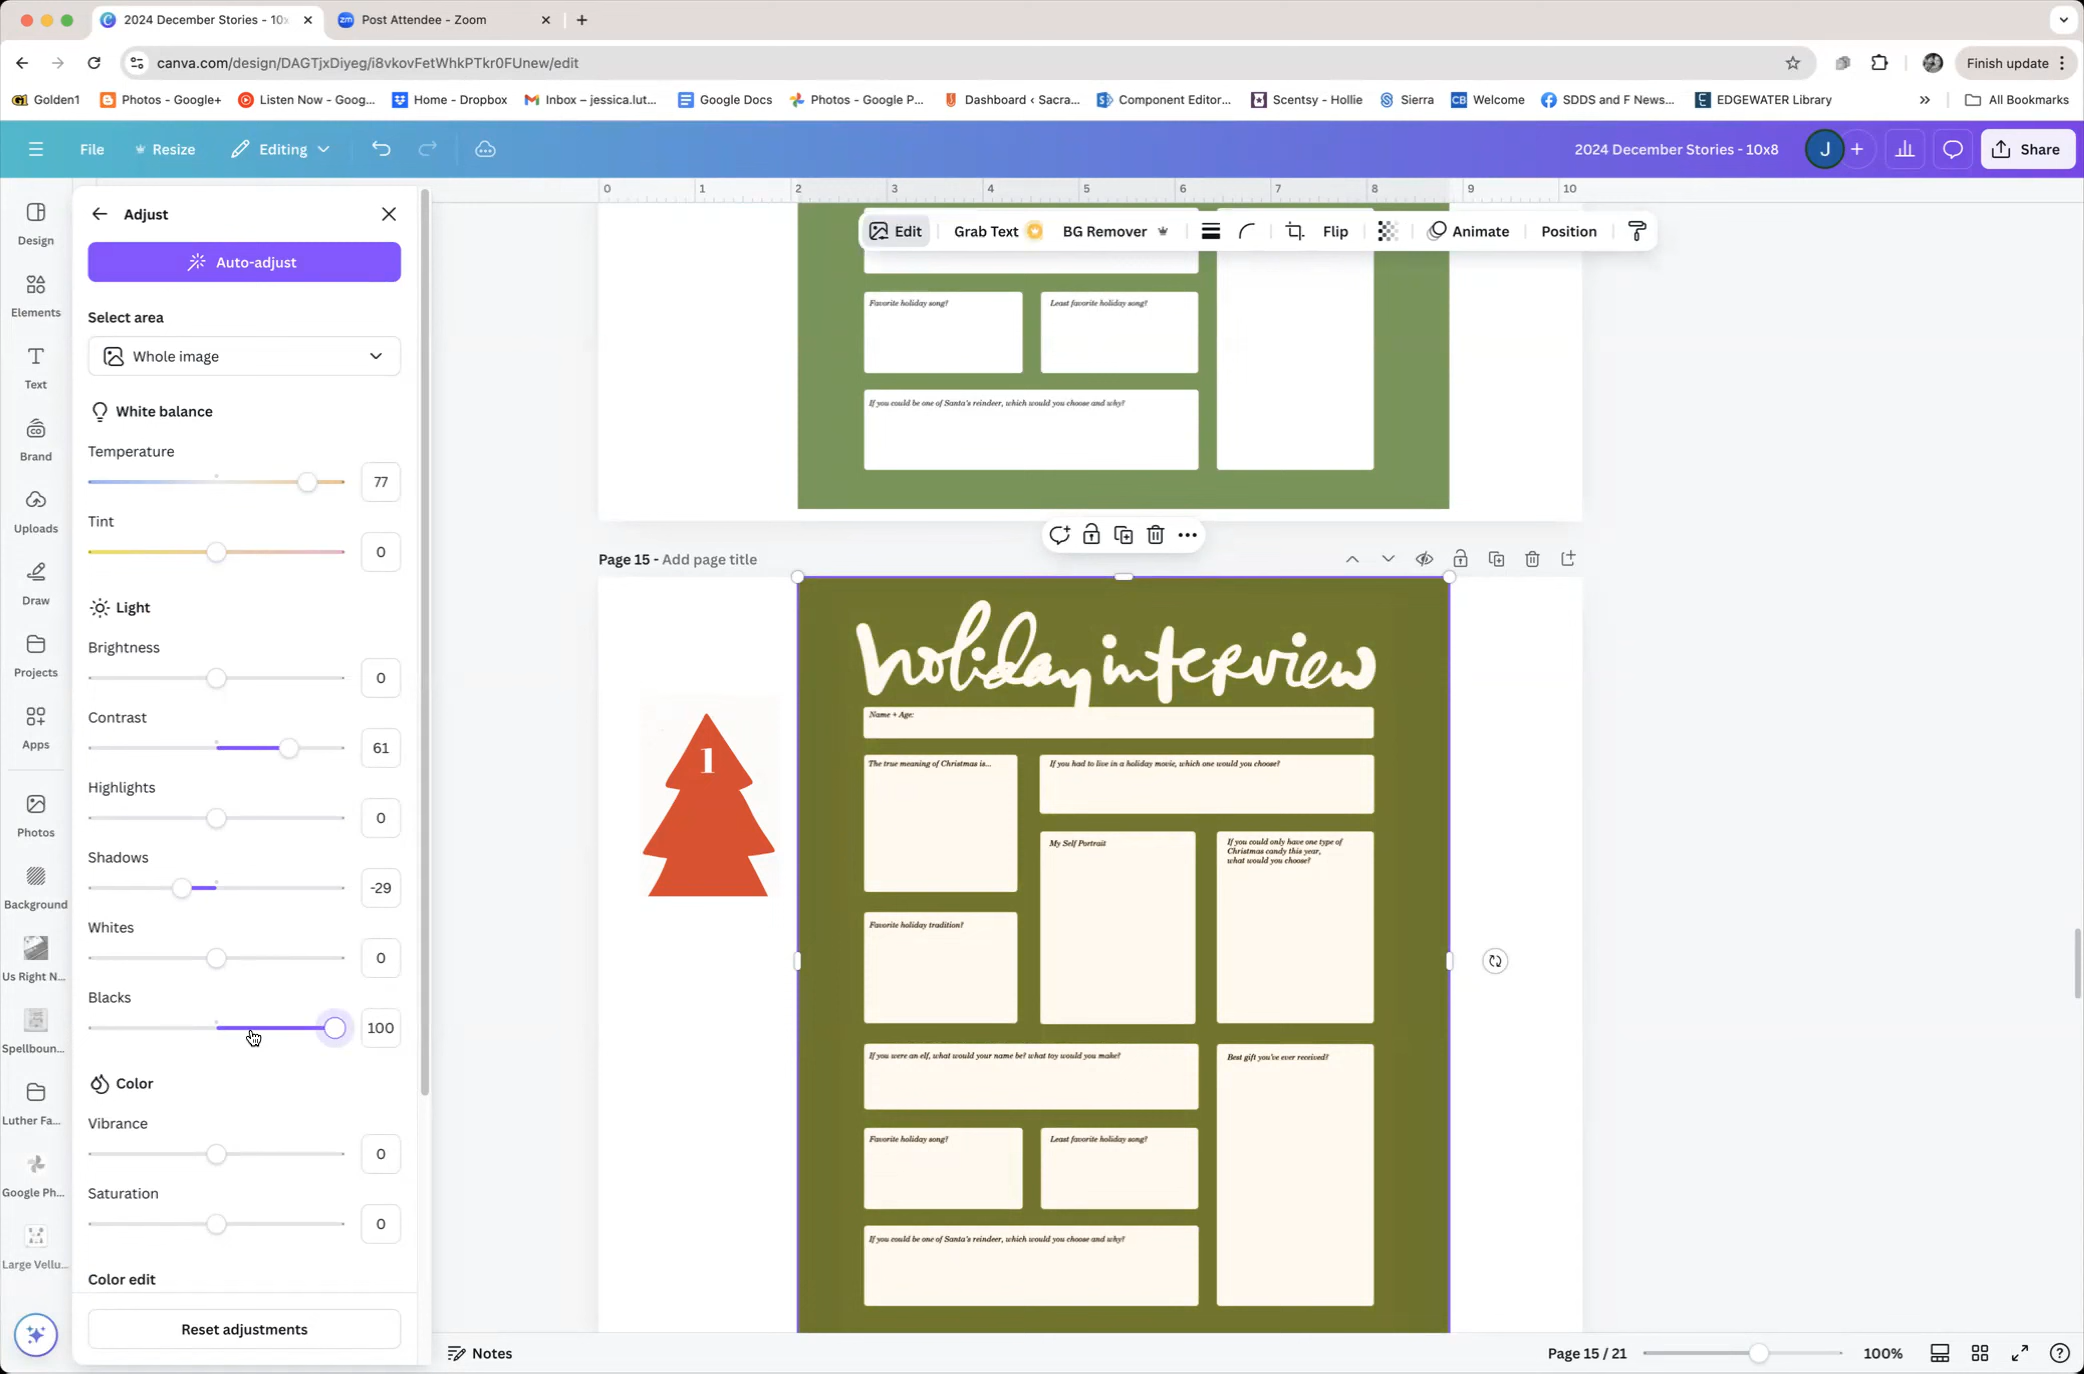 2024 December Stories - 10x
Post Attendee - Zoom
canva.com/design/DAGTjxDiyeg/i8vkovFetWhkPTkr0FUnew/edit
Finish update
Golden1
Photos - Google+
Listen Now - Goog...
Home - Dropbox
Inbox – jessica.lut...
Google Docs
Photos - Google P...
Dashboard ‹ Sacra...
Component Editor...
Scentsy - Hollie
Sierra
CB Welcome
SDDS and F News...
EDGEWATER Library
All Bookmarks
File
Resize
Editing
2024 December Stories - 10x8
J
Share
0 1 2 3 4 5 6 7 8 9 10
Design
Elements
Text
Brand
Uploads
Draw
Projects
Apps
Photos
Background
Us Right N...
Spellboun...
Luther Fa...
Google Ph...
Large Vellu...
Adjust
Auto-adjust
Select area
Whole image
White balance
Temperature
77
Tint
0
Light
Brightness
0
Contrast
61
Highlights
0
Shadows
-29
Whites
0
Blacks
100
Color
Vibrance
0
Saturation
0
Color edit
Reset adjustments
Edit
Grab Text
BG Remover
Flip
Animate
Position
Favorite holiday song?
Least favorite holiday song?
If you could be one of Santa's reindeer, which would you choose and why?
Page 15 - Add page title
1
holiday interview
Name + Age:
The true meaning of Christmas is...
If you had to live in a holiday movie, which one would you choose?
My Self Portrait
If you could only have one type of
Christmas candy this year,
what would you choose?
Favorite holiday tradition?
If you were an elf, what would your name be? what toy would you make?
Best gift you've ever received?
Favorite holiday song?
Least favorite holiday song?
If you could be one of Santa's reindeer, which would you choose and why?
Notes
Page 15 / 21
100%